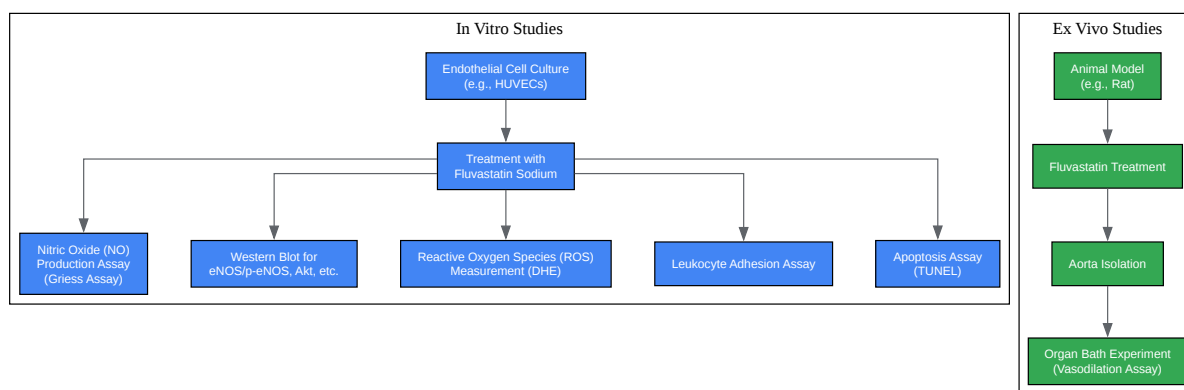 In Vitro Studies
Endothelial Cell Culture
(e.g., HUVECs)
Treatment with
Fluvastatin Sodium
Nitric Oxide (NO)
Production Assay
(Griess Assay)
Western Blot for
eNOS/p-eNOS, Akt, etc.
Reactive Oxygen Species (ROS)
Measurement (DHE)
Leukocyte Adhesion Assay
Apoptosis Assay
(TUNEL)
Ex Vivo Studies
Animal Model
(e.g., Rat)
Fluvastatin Treatment
Aorta Isolation
Organ Bath Experiment
(Vasodilation Assay)